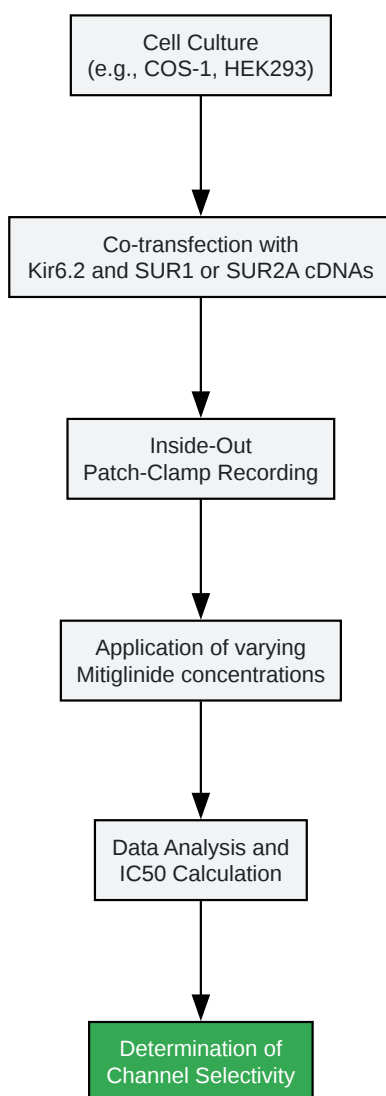 Cell Culture
(e.g., COS-1, HEK293)
Co-transfection with
Kir6.2 and SUR1 or SUR2A cDNAs
Inside-Out
Patch-Clamp Recording
Application of varying
Mitiglinide concentrations
Data Analysis and
IC50 Calculation
Determination of
Channel Selectivity